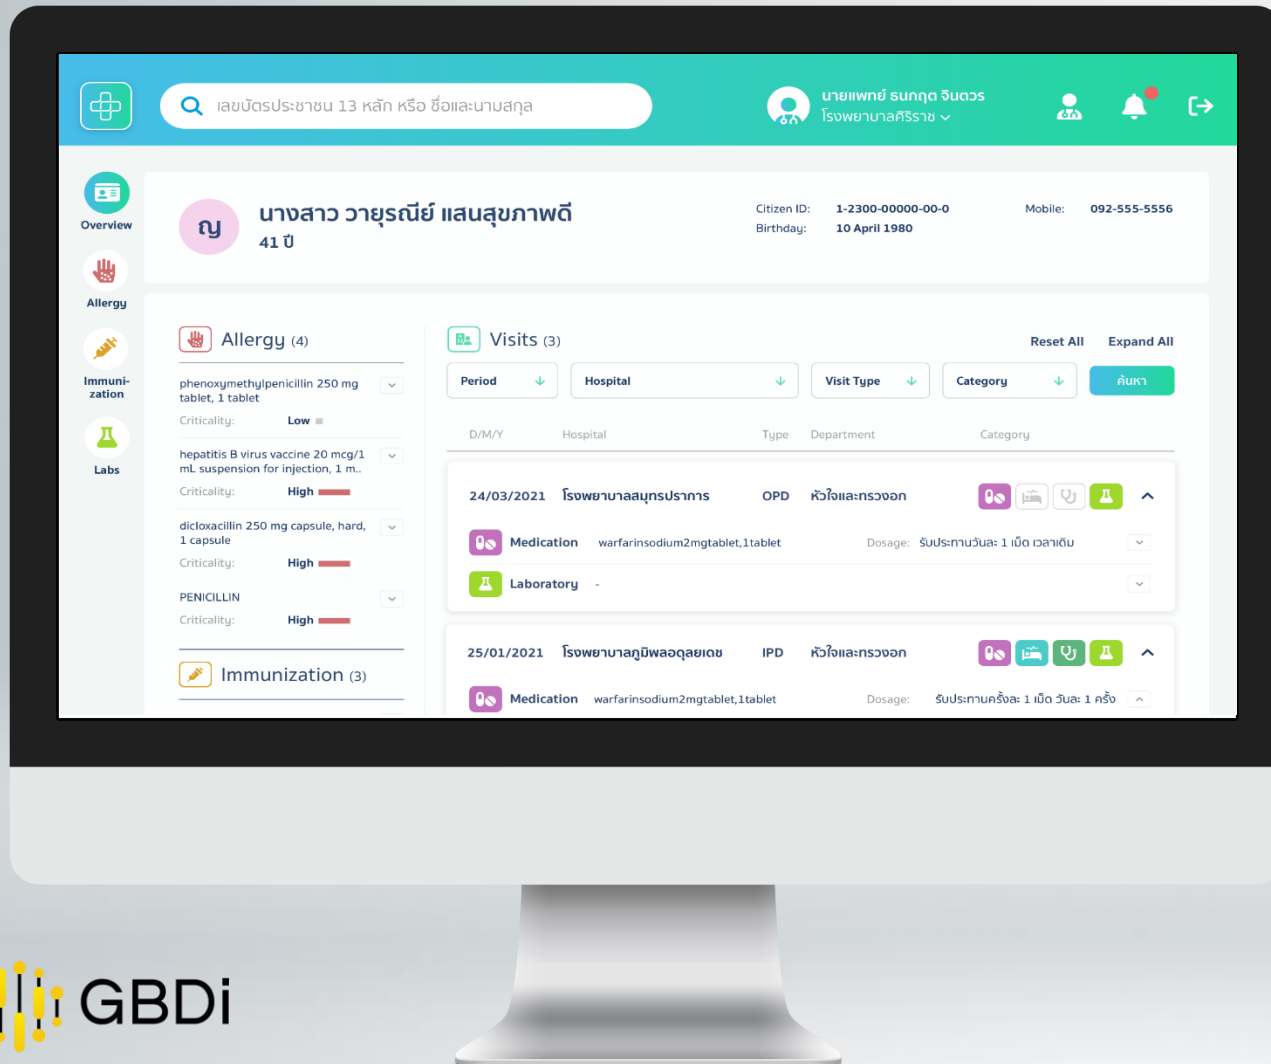 เลขบัตรประชาชน 13 หลัก หรือ ชื่อและนามสกุล
นายแพทย์ ธนกฤต จินตวร
โรงพยาบาลศิริราช
Overview
Allergy
Immuni-
zation
Labs
ญ
นางสาว วายุรณีย์ แสนสุขภาพดี
41 ปี
Citizen ID: 1-2300-00000-00-0
Birthday: 10 April 1980
Mobile: 092-555-5556
Allergy (4)
phenoxymethylpenicillin 250 mg
tablet, 1 tablet
Criticality: Low
hepatitis B virus vaccine 20 mcg/1
mL suspension for injection, 1 m..
Criticality: High
dicloxacillin 250 mg capsule, hard,
1 capsule
Criticality: High
PENICILLIN
Criticality: High
Immunization (3)
Visits (3)
Reset All Expand All
Period Hospital Visit Type Category ค้นหา
D/M/Y Hospital Type Department Category
24/03/2021 โรงพยาบาลสมุทรปราการ OPD หัวใจและทรวงอก
Medication warfarinsodium2mgtablet,1tablet Dosage: รับประทานวันละ 1 เม็ด เวลาเดิม
Laboratory -
25/01/2021 โรงพยาบาลภูมิพลอดุลยเดช IPD หัวใจและทรวงอก
Medication warfarinsodium2mgtablet,1tablet Dosage: รับประทานครั้งละ 1 เม็ด วันละ 1 ครั้ง
GBDi